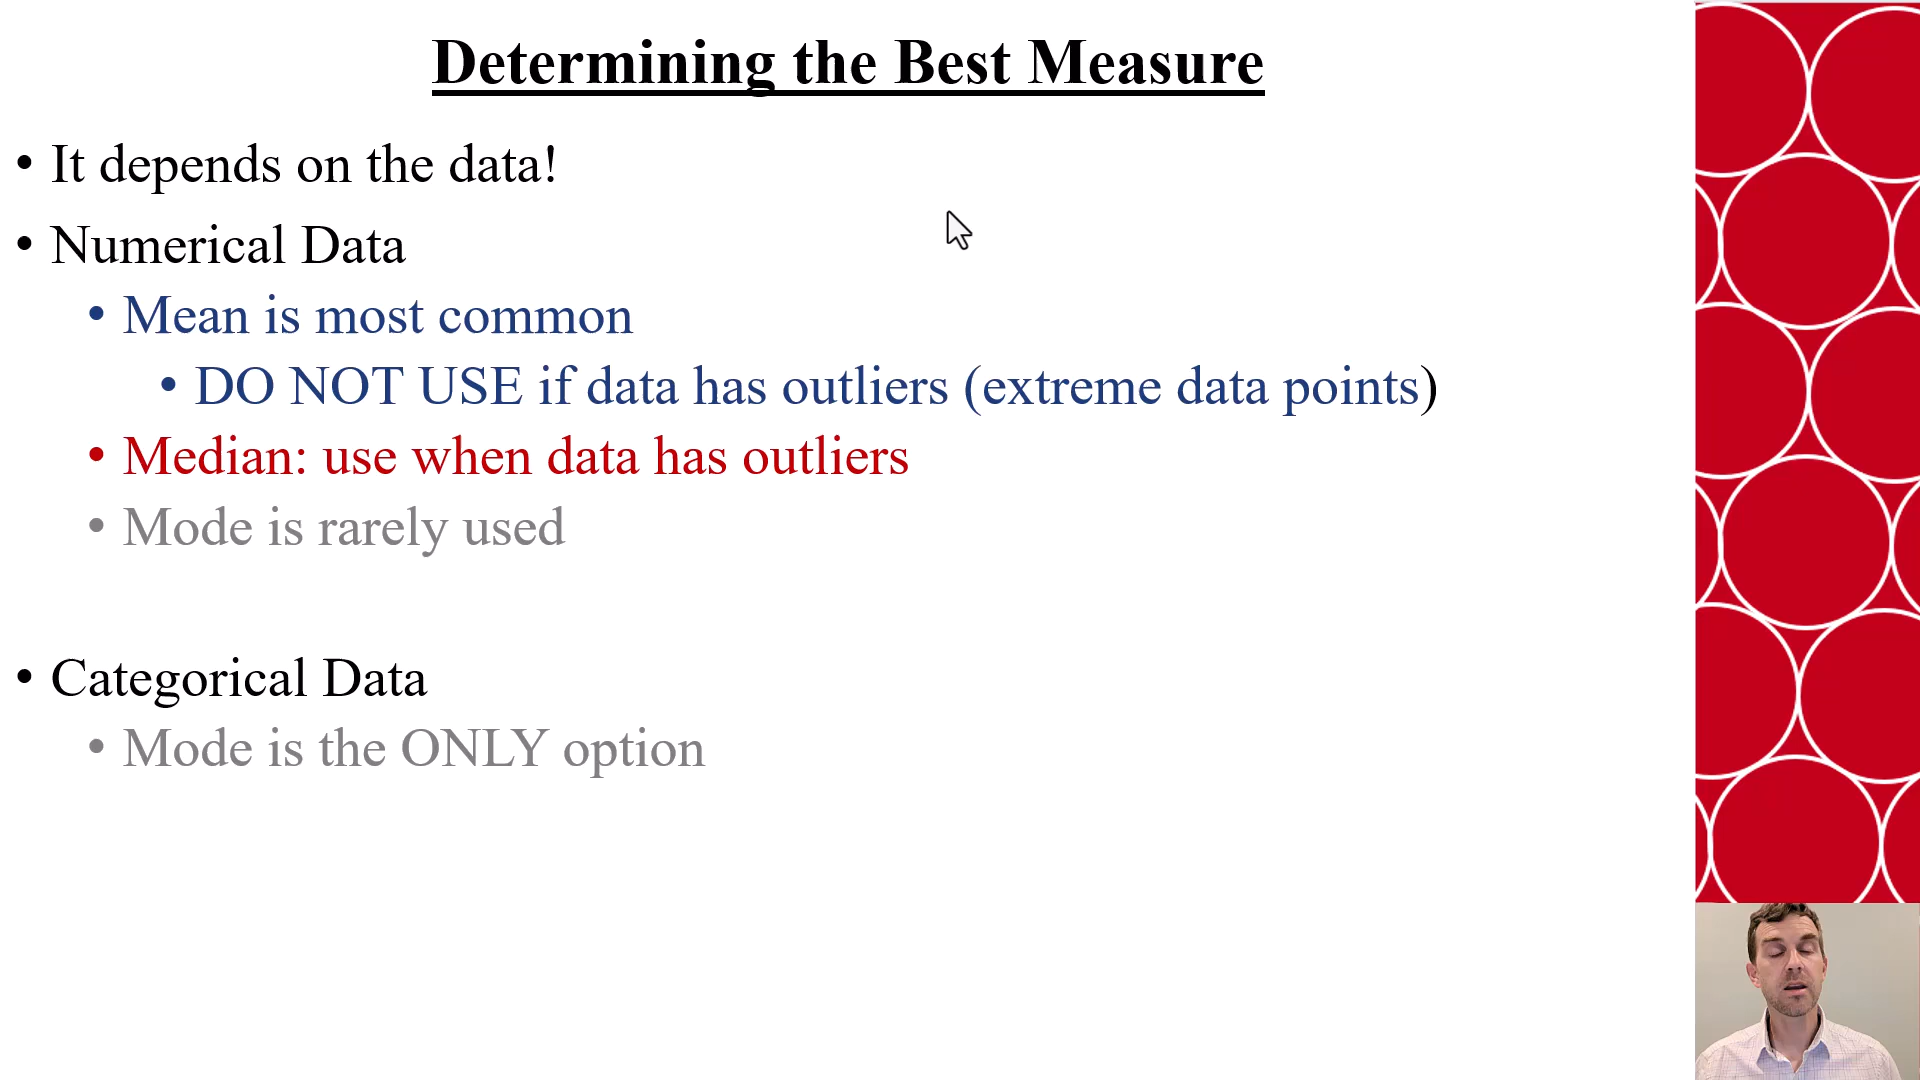 Determining the Best Measure
• It depends on the data!
• Numerical Data
• Mean is most common
• DO NOT USE if data has outliers (extreme data points)
• Median: use when data has outliers
• Mode is rarely used
• Categorical Data
• Mode is the ONLY option